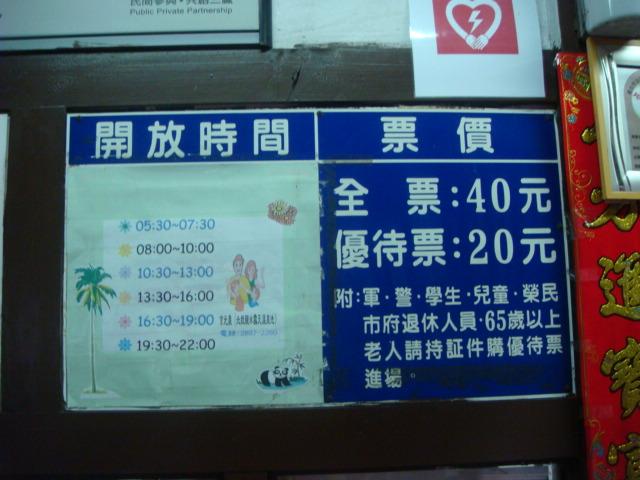 民間參與·共創三贏
Public Private Partnership
開放時間
票價
05:30~07:30
08:00~10:00
10:30~13:00
13:30~16:00
16:30~19:00
19:30~22:00
全票:40元
優待票:20元
附:軍·警·學生·兒童·榮民
市府退休人員·65歲以上
老人請持証件購優待票
進場。
進寶